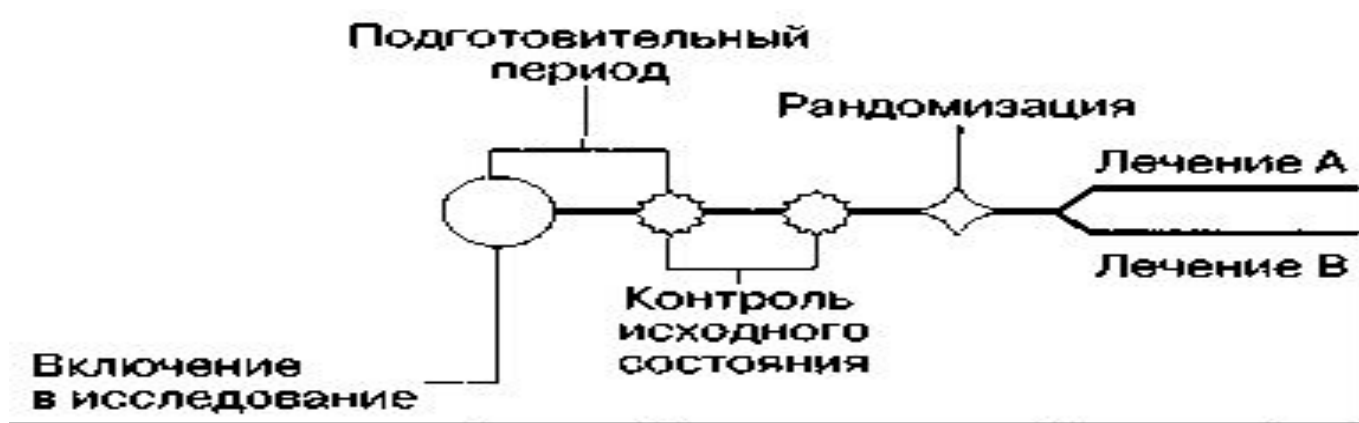 Подготовительный
период
Рандомизация
Лечение А
Лечение В
Контроль
исходного
состояния
Включение
в исследование